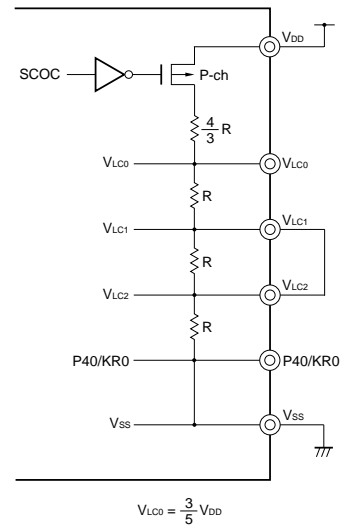 VDD
SCOC
P-ch
4/3 R
VLC0
VLC0
R
VLC1
VLC1
R
VLC2
VLC2
R
P40/KR0
P40/KR0
VSS
VSS
VLC0 = 3/5 VDD